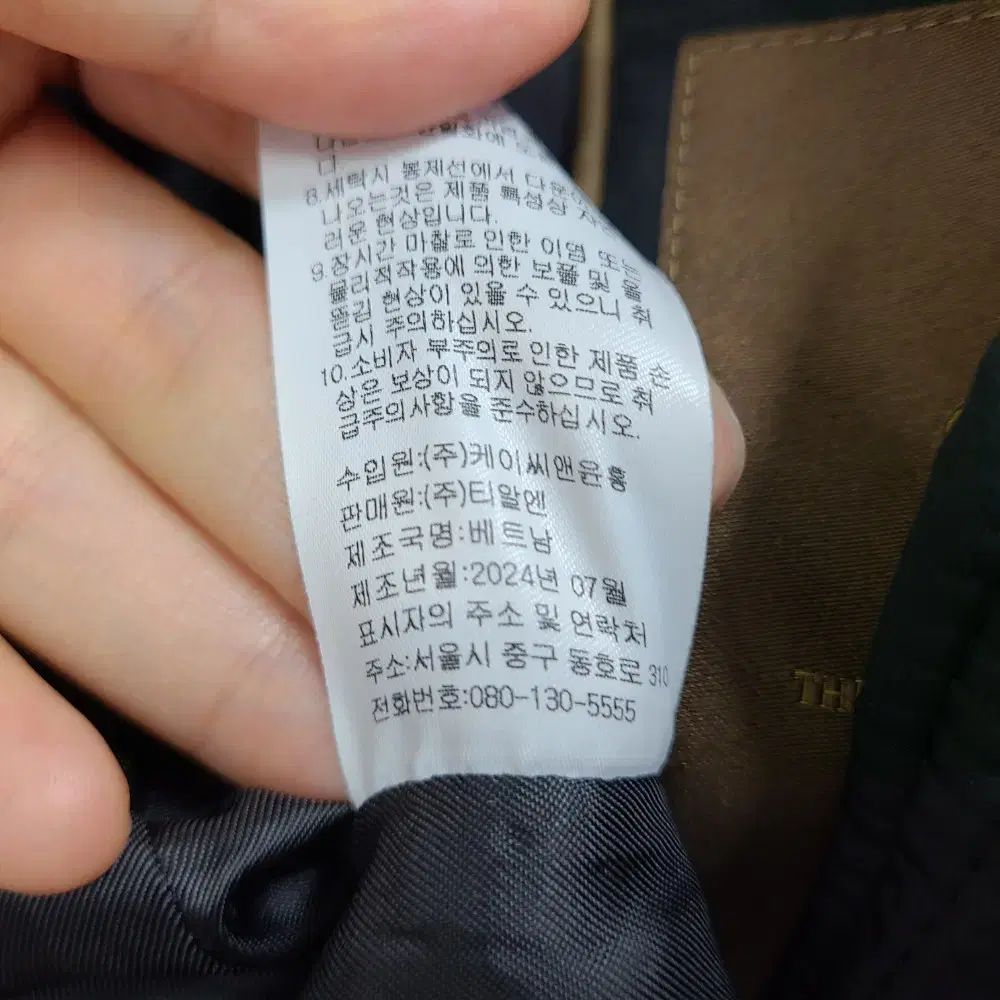 8.세탁시 봉제선에서 다운이
나오는것은 제품 특성상 자연
러운 현상입니다.
9.장시간 마찰로 인한 이염 또는
물리적작용에 의한 보풀 및 올
뜯김 현상이 있을 수 있으니 취
급시 주의하십시오.
10.소비자 부주의로 인한 제품 손
상은 보상이 되지 않으므로 취
급주의사항을 준수하십시오.
수입원:(주)케이씨앤윤홍
판매원:(주)티알엔
제조국명:베트남
제조년월:2024년 07월
표시자의 주소 및 연락처
주소:서울시 중구 동호로 310
전화번호:080-130-5555